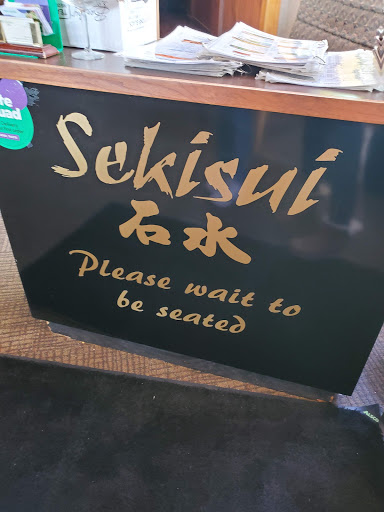 Sekisui
石水
Please wait to
be seated